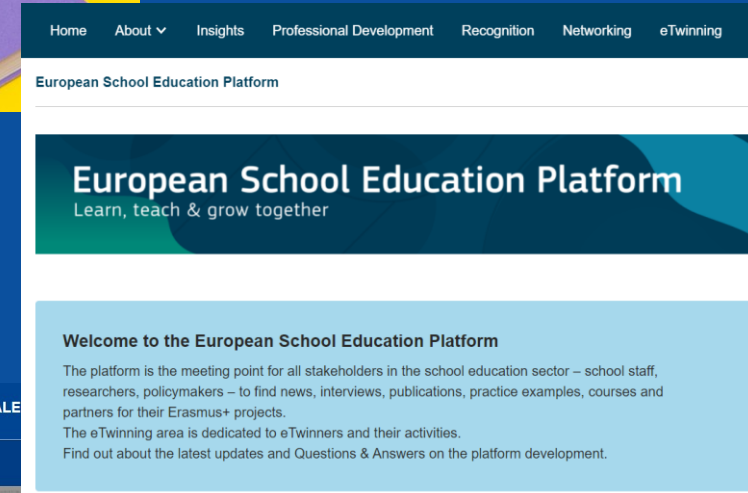 Home About Insights Professional Development Recognition Networking eTwinning
European School Education Platform
European School Education Platform
Learn, teach & grow together
Welcome to the European School Education Platform
The platform is the meeting point for all stakeholders in the school education sector – school staff,
researchers, policymakers – to find news, interviews, publications, practice examples, courses and
partners for their Erasmus+ projects.
The eTwinning area is dedicated to eTwinners and their activities.
Find out about the latest updates and Questions & Answers on the platform development.